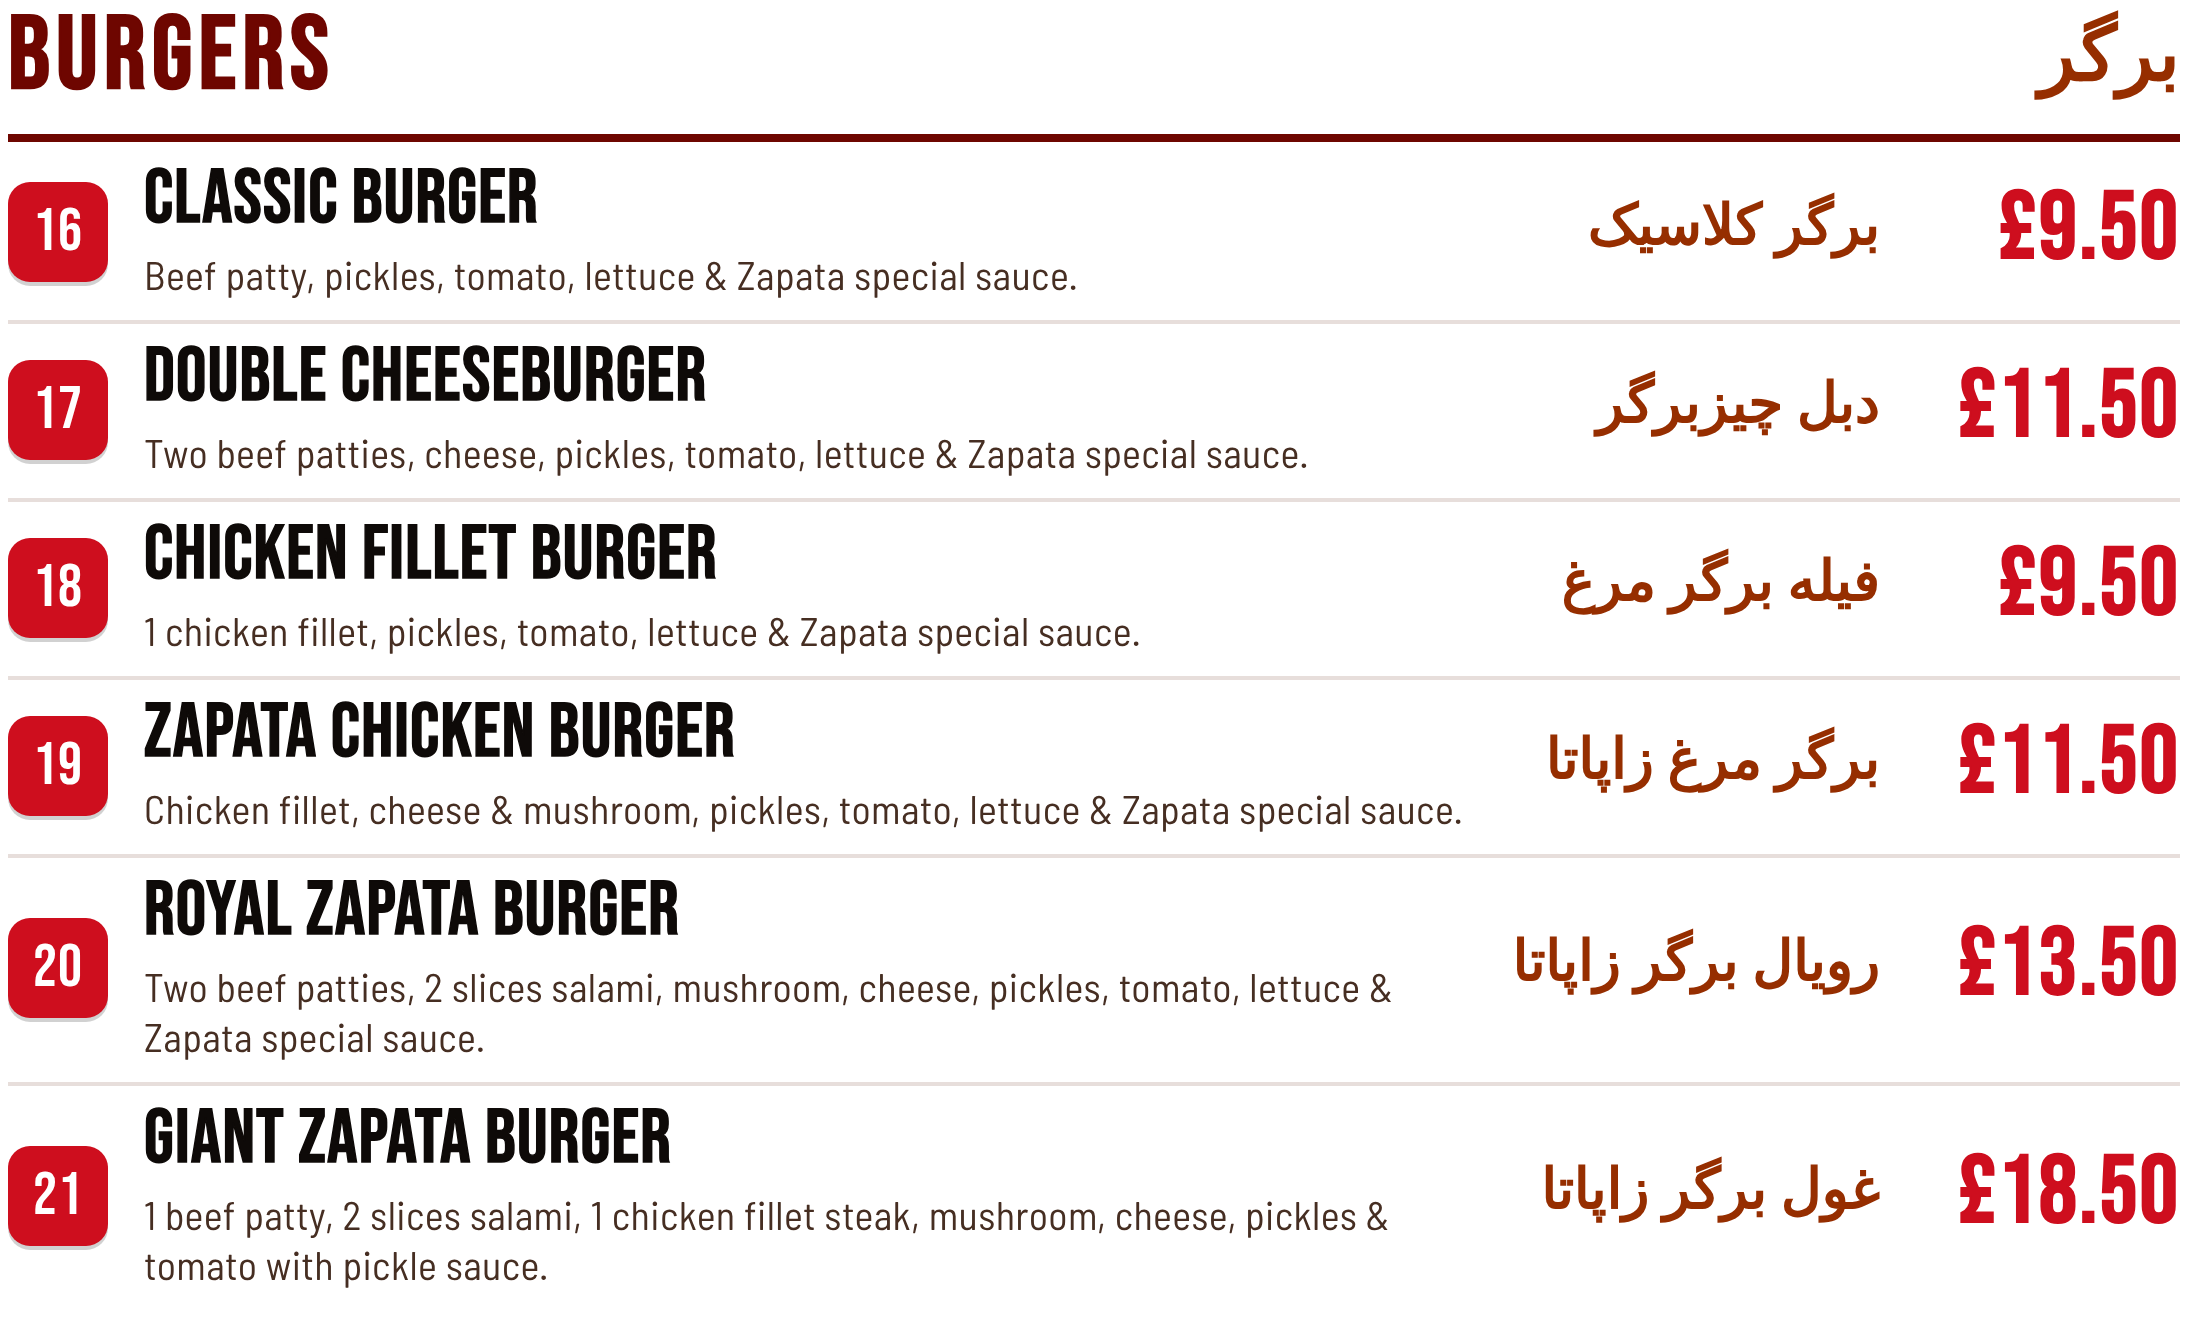 BURGERS
برگر
16
CLASSIC BURGER
Beef patty, pickles, tomato, lettuce & Zapata special sauce.
برگر کلاسیک
£9.50
17
DOUBLE CHEESEBURGER
Two beef patties, cheese, pickles, tomato, lettuce & Zapata special sauce.
دبل چیزبرگر
£11.50
18
CHICKEN FILLET BURGER
1 chicken fillet, pickles, tomato, lettuce & Zapata special sauce.
فیله برگر مرغ
£9.50
19
ZAPATA CHICKEN BURGER
Chicken fillet, cheese & mushroom, pickles, tomato, lettuce & Zapata special sauce.
برگر مرغ زاپاتا
£11.50
20
ROYAL ZAPATA BURGER
Two beef patties, 2 slices salami, mushroom, cheese, pickles, tomato, lettuce &
Zapata special sauce.
رویال برگر زاپاتا
£13.50
21
GIANT ZAPATA BURGER
1 beef patty, 2 slices salami, 1 chicken fillet steak, mushroom, cheese, pickles &
tomato with pickle sauce.
غول برگر زاپاتا
£18.50